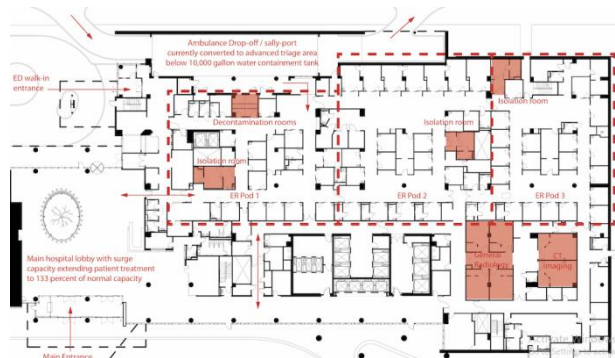 Ambulance Drop-off / sally-port
currently converted to advanced triage area
below 10,000 gallon water containment tank
ED walk-in
entrance
Isolation room
Decontamination rooms
Isolation room
Isolation room
ER Pod 1
ER Pod 2
ER Pod 3
Main hospital lobby with surge
capacity extending patient treatment
to 133 percent of normal capacity
General
Radiology
CT
Imaging
Main Entrance